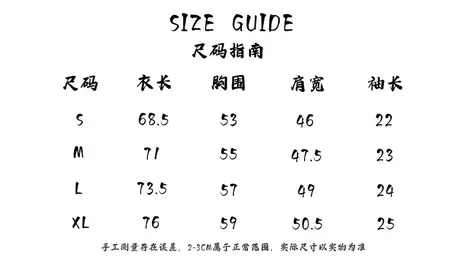 SIZE GUIDE
尺码指南
尺码 衣长 胸围 肩宽 袖长
S 68.5 53 46 22
M 71 55 47.5 23
L 73.5 57 49 24
XL 76 59 50.5 25
手工测量存在误差，2-3CM属于正常范围，实际尺寸以实物为准